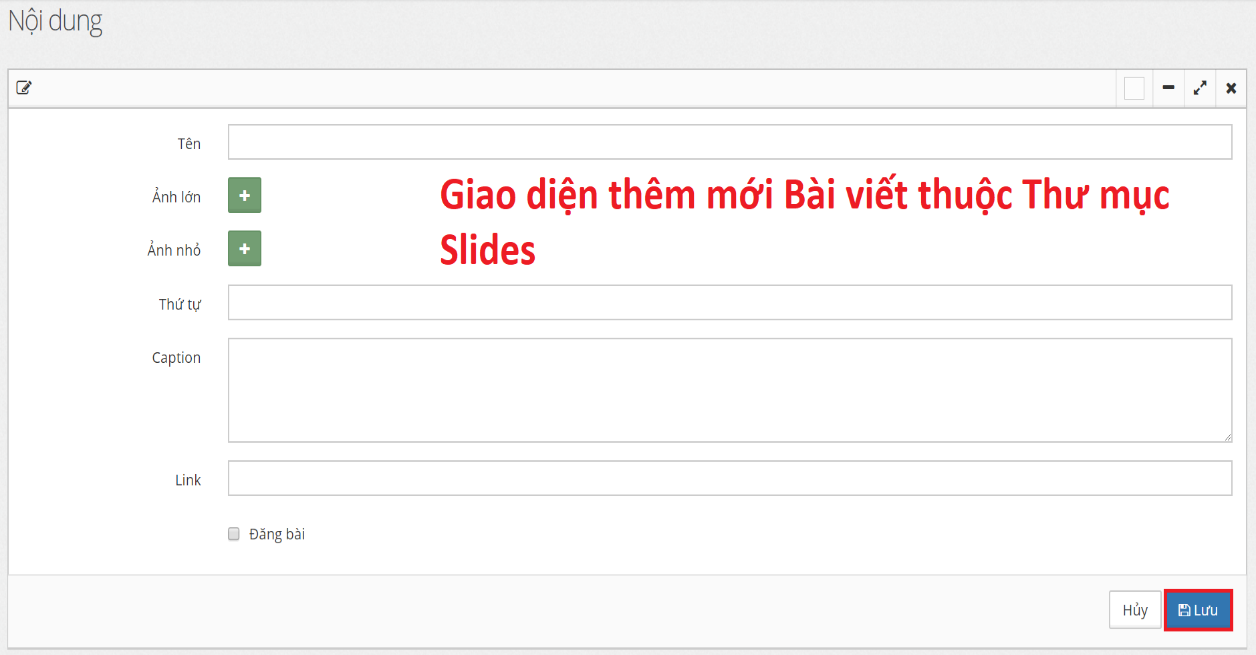 Nội dung
Tên
Ảnh lớn
Giao diện thêm mới Bài viết thuộc Thư mục
Slides
Ảnh nhỏ
Thứ tự
Caption
Link
Đăng bài
Hủy Lưu